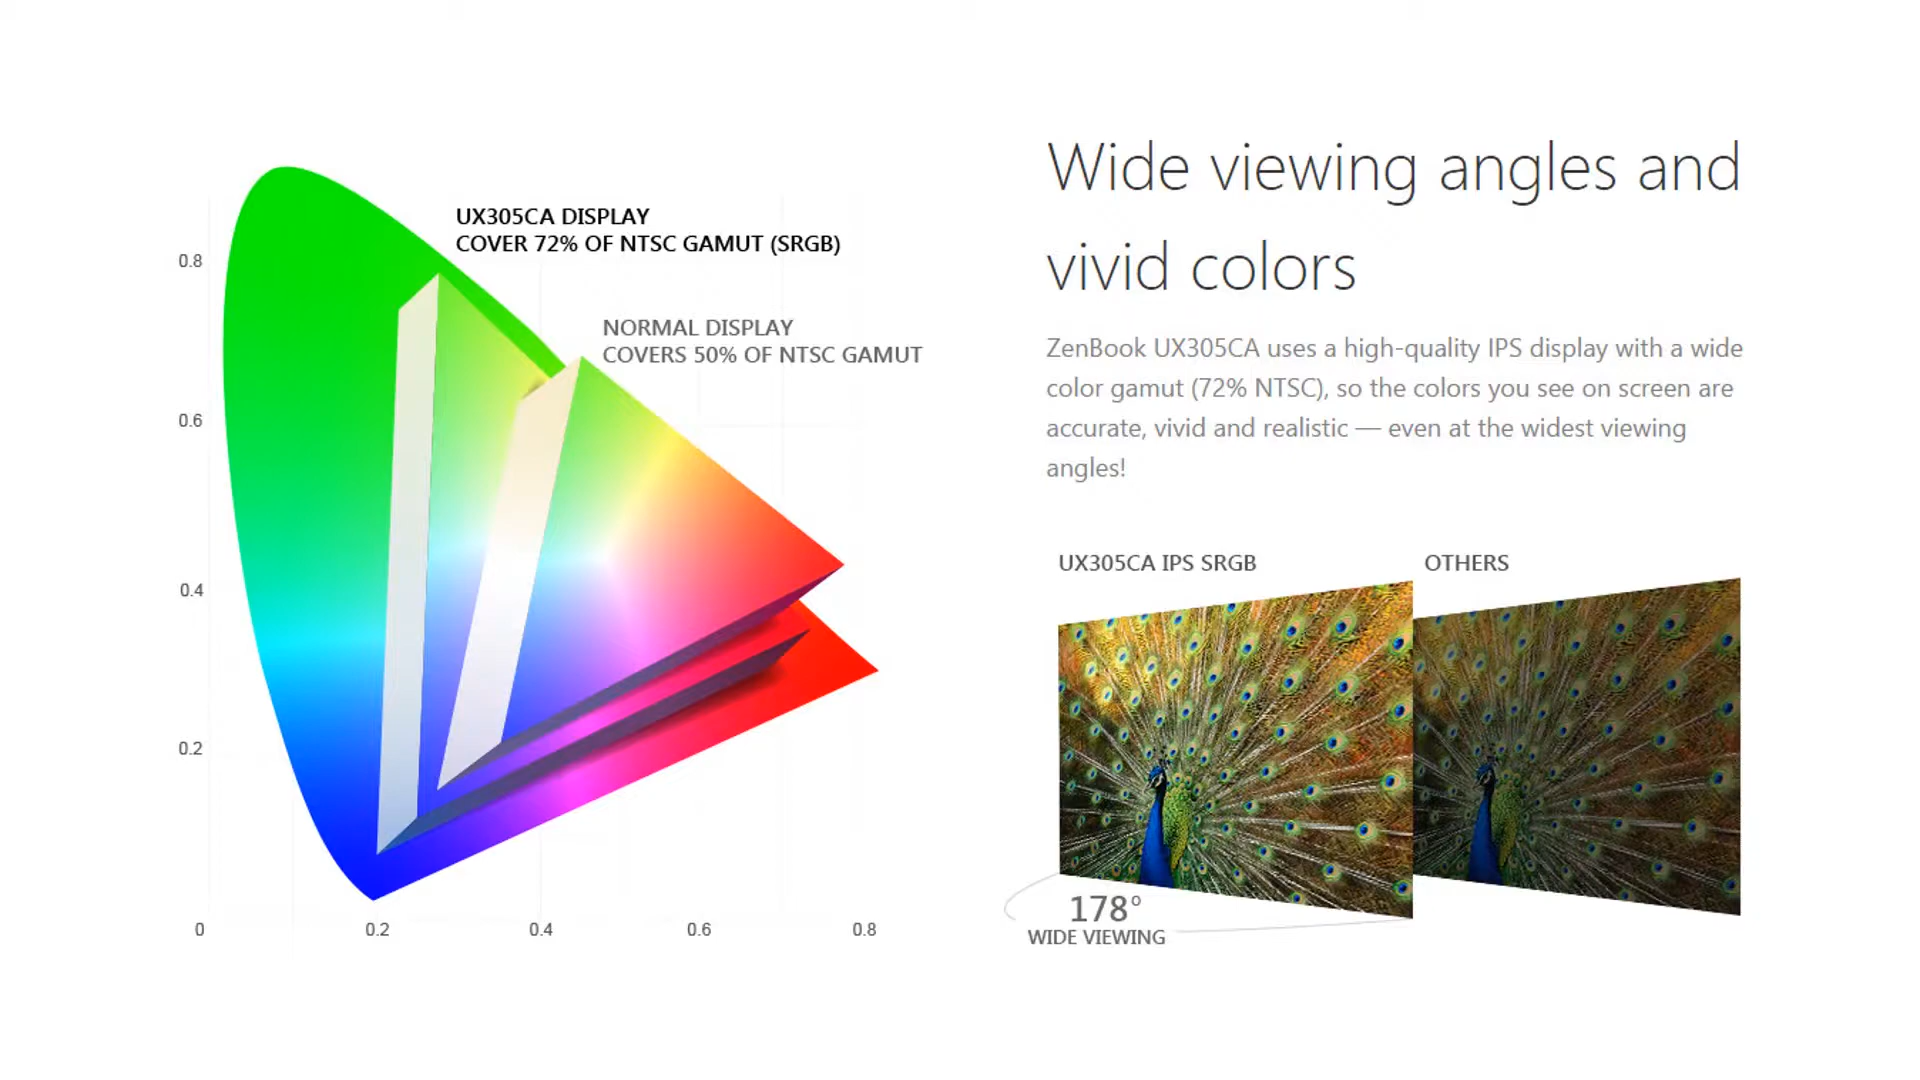 Wide viewing angles and
vivid colors
ZenBook UX305CA uses a high-quality IPS display with a wide
color gamut (72% NTSC), so the colors you see on screen are
accurate, vivid and realistic — even at the widest viewing
angles!
UX305CA DISPLAY
COVER 72% OF NTSC GAMUT (SRGB)
NORMAL DISPLAY
COVERS 50% OF NTSC GAMUT
0.8
0.6
0.4
0.2
0
0.2
0.4
0.6
0.8
UX305CA IPS SRGB
OTHERS
178°
WIDE VIEWING